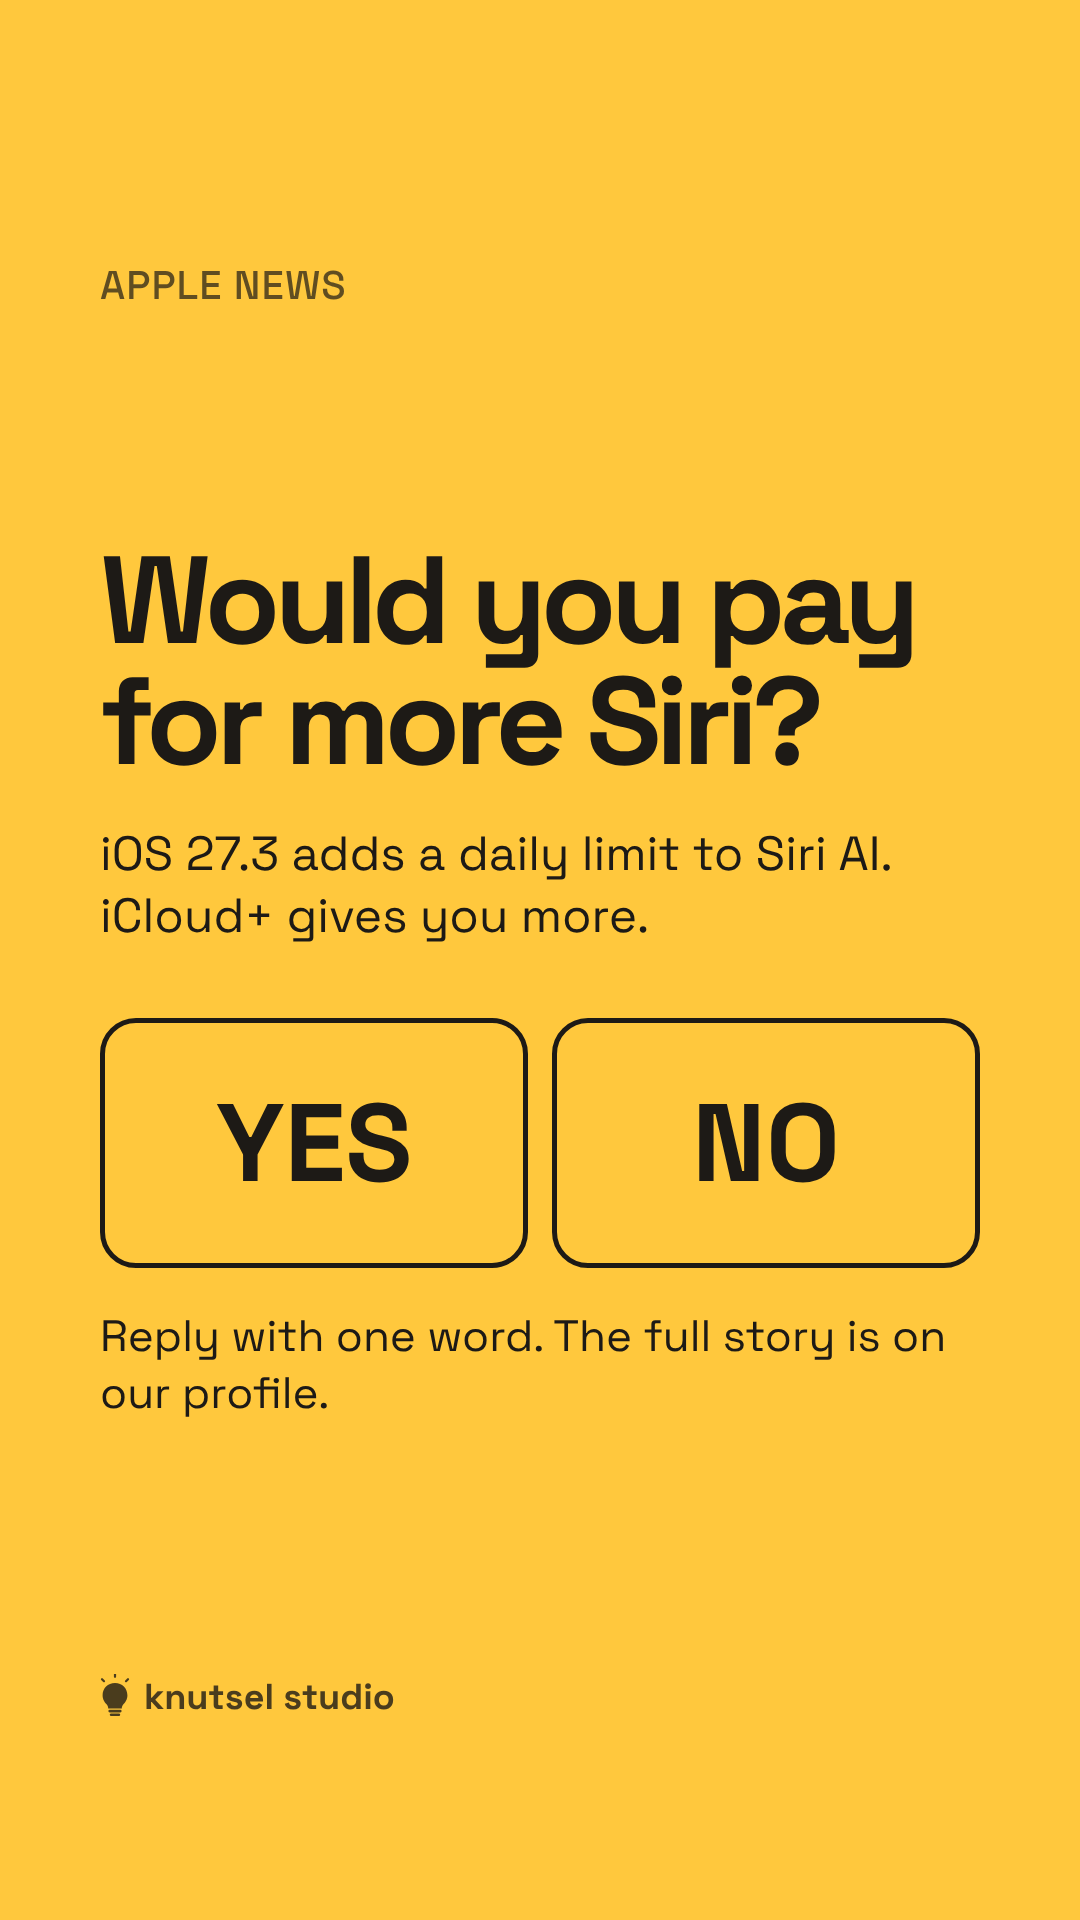 APPLE NEWS
Would you pay
for more Siri?
iOS 27.3 adds a daily limit to Siri AI.
iCloud+ gives you more.
YES
NO
Reply with one word. The full story is on
our profile.
knutsel studio